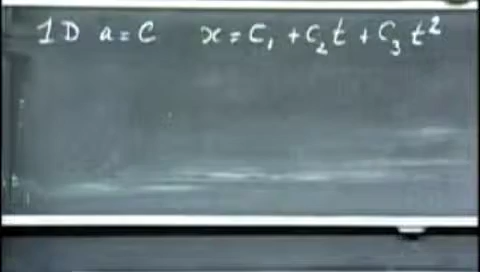 1D a = C x = C₁ + C₂t + C₃t²